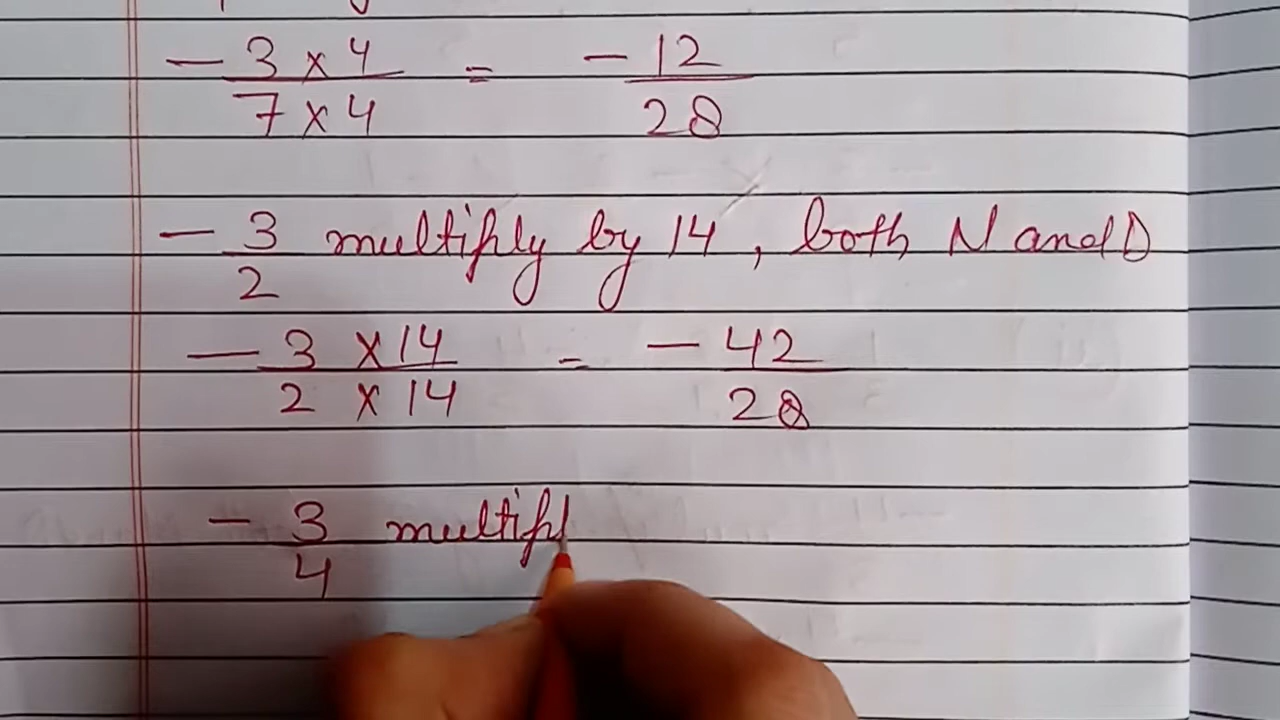 - 3 × 4 / 7 × 4 = - 12 / 28
- 3/2 multiply by 14, both N and D
- 3 × 14 / 2 × 14 = - 42 / 28
- 3/4 multipl